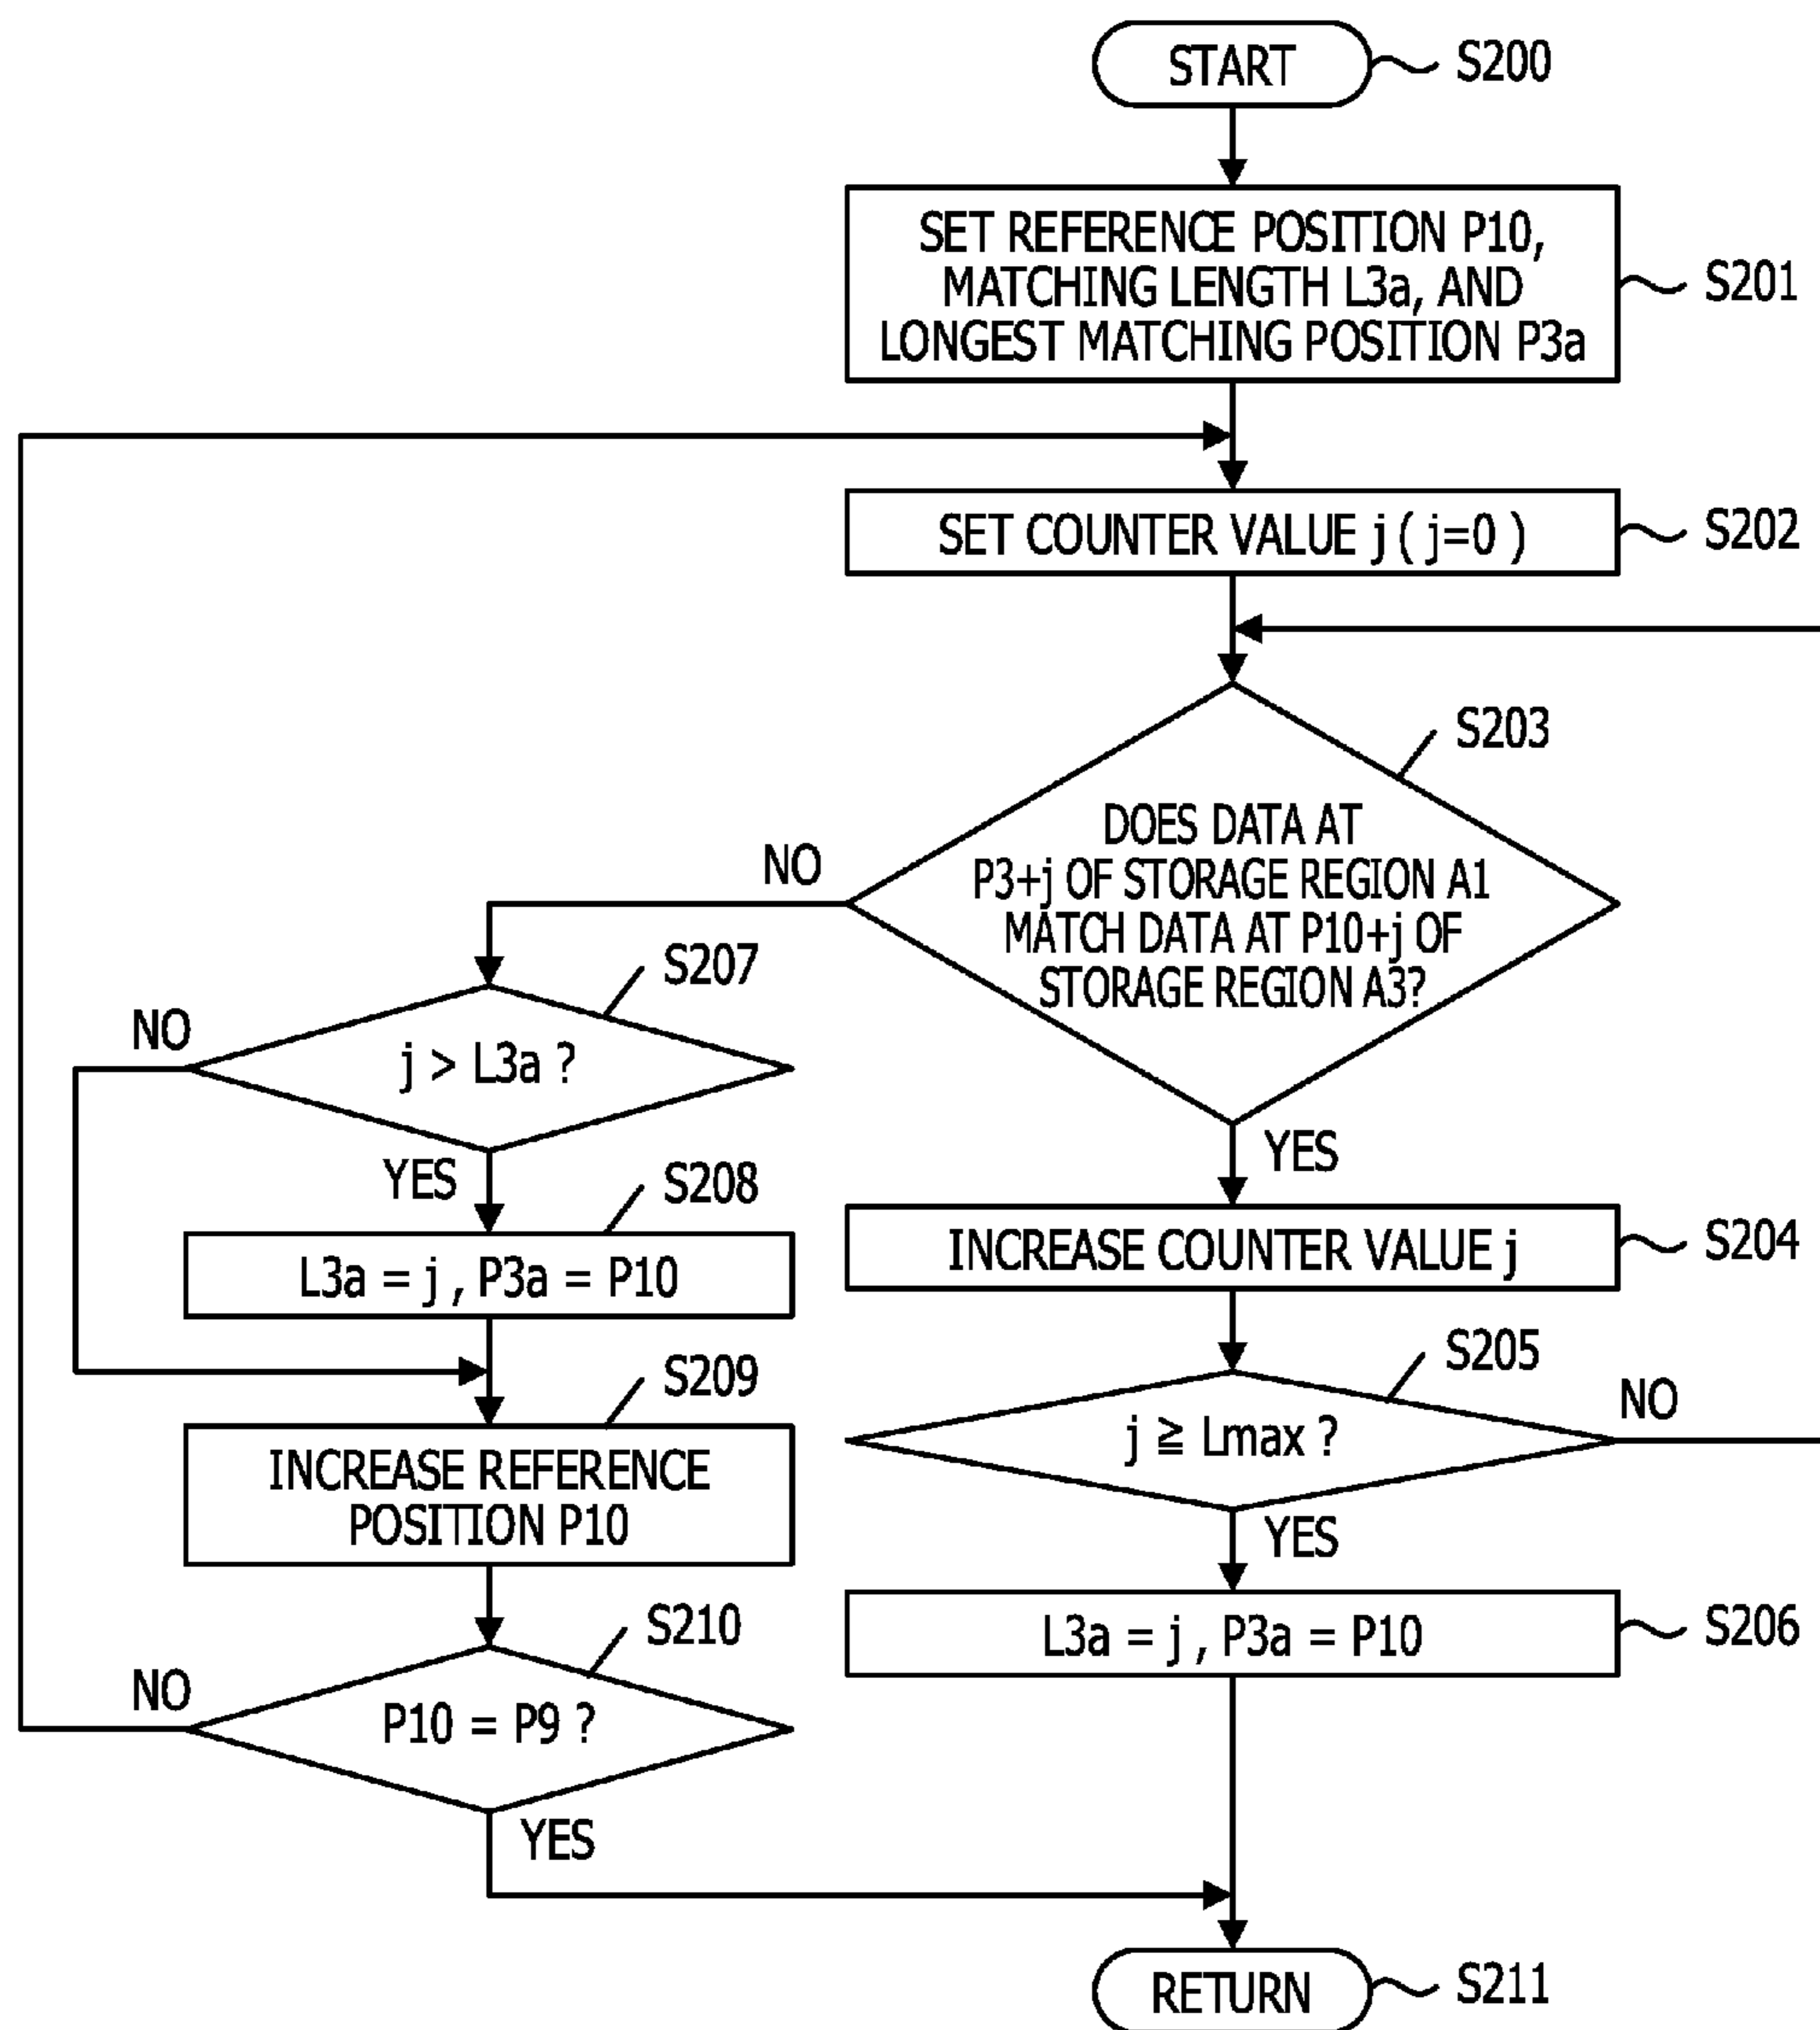 START
S200
SET REFERENCE POSITION P10,
MATCHING LENGTH L3a, AND
LONGEST MATCHING POSITION P3a
S201
SET COUNTER VALUE j ( j=0 )
S202
S203
DOES DATA AT
P3+j OF STORAGE REGION A1
MATCH DATA AT P10+j OF
STORAGE REGION A3?
NO
YES
S207
j > L3a ?
NO
YES
S208
L3a = j , P3a = P10
S204
INCREASE COUNTER VALUE j
S205
j ≧ Lmax ?
NO
YES
S209
INCREASE REFERENCE
POSITION P10
S206
L3a = j , P3a = P10
S210
P10 = P9 ?
NO
YES
RETURN
S211